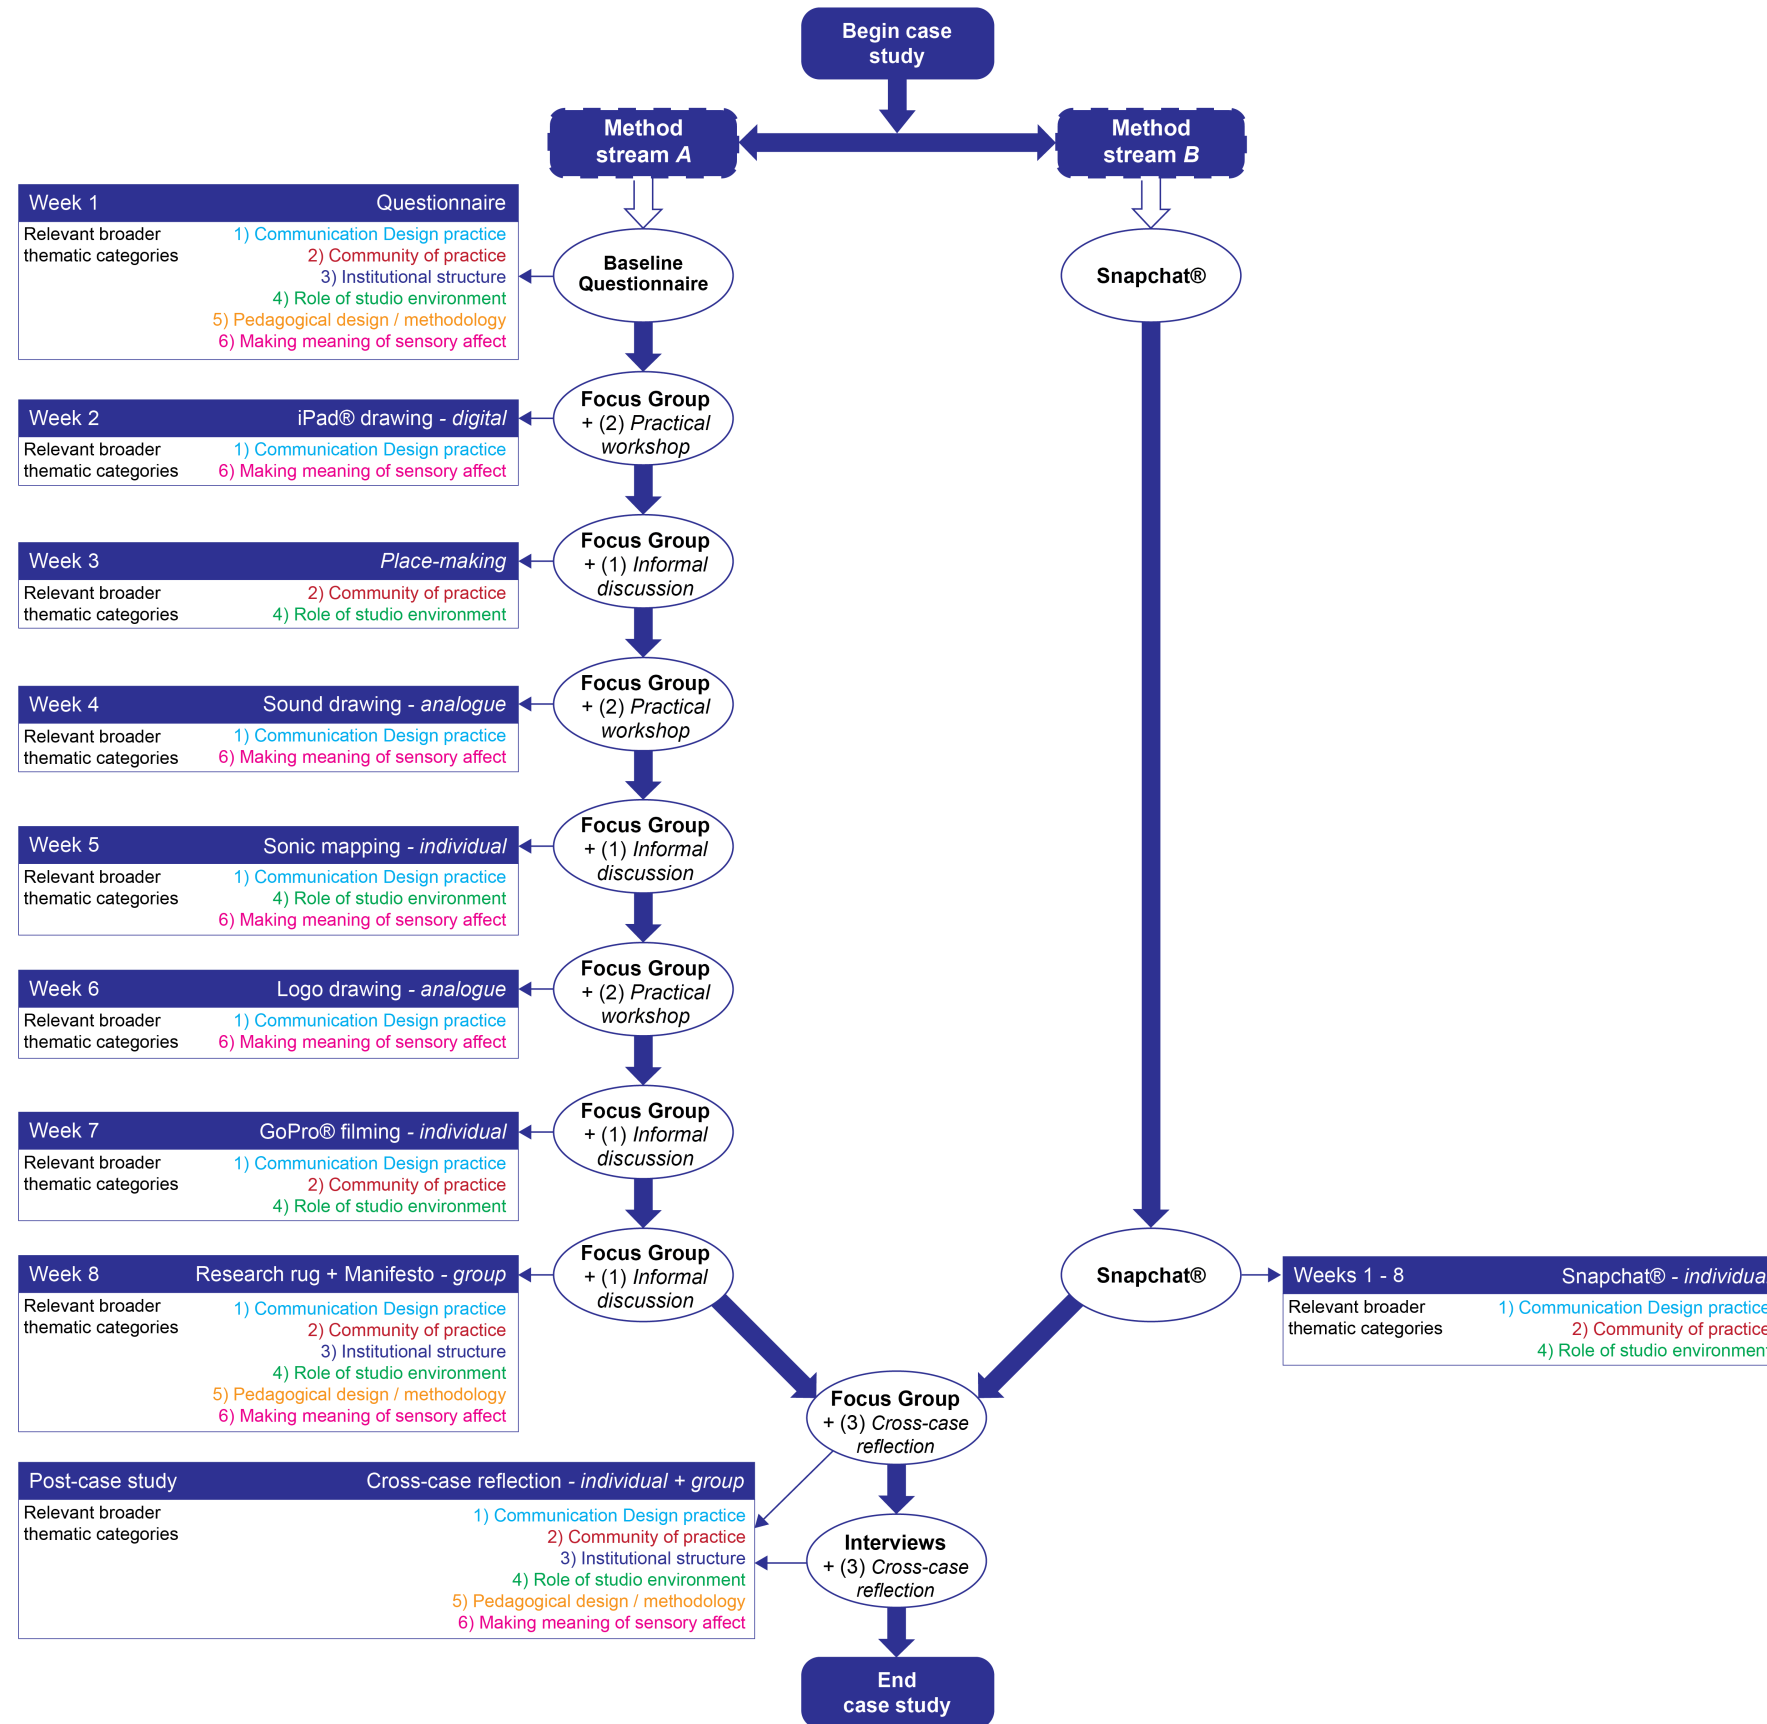 Begin case
study
Method
stream A
Method
stream B
Week 1 Questionnaire
Relevant broader
thematic categories
1) Communication Design practice
2) Community of practice
3) Institutional structure
4) Role of studio environment
5) Pedagogical design / methodology
6) Making meaning of sensory affect
Baseline
Questionnaire
Snapchat®
Week 2 iPad® drawing - digital
Relevant broader
thematic categories
1) Communication Design practice
6) Making meaning of sensory affect
Focus Group
+ (2) Practical
workshop
Week 3 Place-making
Relevant broader
thematic categories
2) Community of practice
4) Role of studio environment
Focus Group
+ (1) Informal
discussion
Week 4 Sound drawing - analogue
Relevant broader
thematic categories
1) Communication Design practice
6) Making meaning of sensory affect
Focus Group
+ (2) Practical
workshop
Week 5 Sonic mapping - individual
Relevant broader
thematic categories
1) Communication Design practice
4) Role of studio environment
6) Making meaning of sensory affect
Focus Group
+ (1) Informal
discussion
Week 6 Logo drawing - analogue
Relevant broader
thematic categories
1) Communication Design practice
6) Making meaning of sensory affect
Focus Group
+ (2) Practical
workshop
Week 7 GoPro® filming - individual
Relevant broader
thematic categories
1) Communication Design practice
2) Community of practice
4) Role of studio environment
Focus Group
+ (1) Informal
discussion
Week 8 Research rug + Manifesto - group
Relevant broader
thematic categories
1) Communication Design practice
2) Community of practice
3) Institutional structure
4) Role of studio environment
5) Pedagogical design / methodology
6) Making meaning of sensory affect
Focus Group
+ (1) Informal
discussion
Snapchat®
Weeks 1 - 8 Snapchat® - individual
Relevant broader
thematic categories
1) Communication Design practice
2) Community of practice
4) Role of studio environment
Focus Group
+ (3) Cross-case
reflection
Post-case study Cross-case reflection - individual + group
Relevant broader
thematic categories
1) Communication Design practice
2) Community of practice
3) Institutional structure
4) Role of studio environment
5) Pedagogical design / methodology
6) Making meaning of sensory affect
Interviews
+ (3) Cross-case
reflection
End
case study